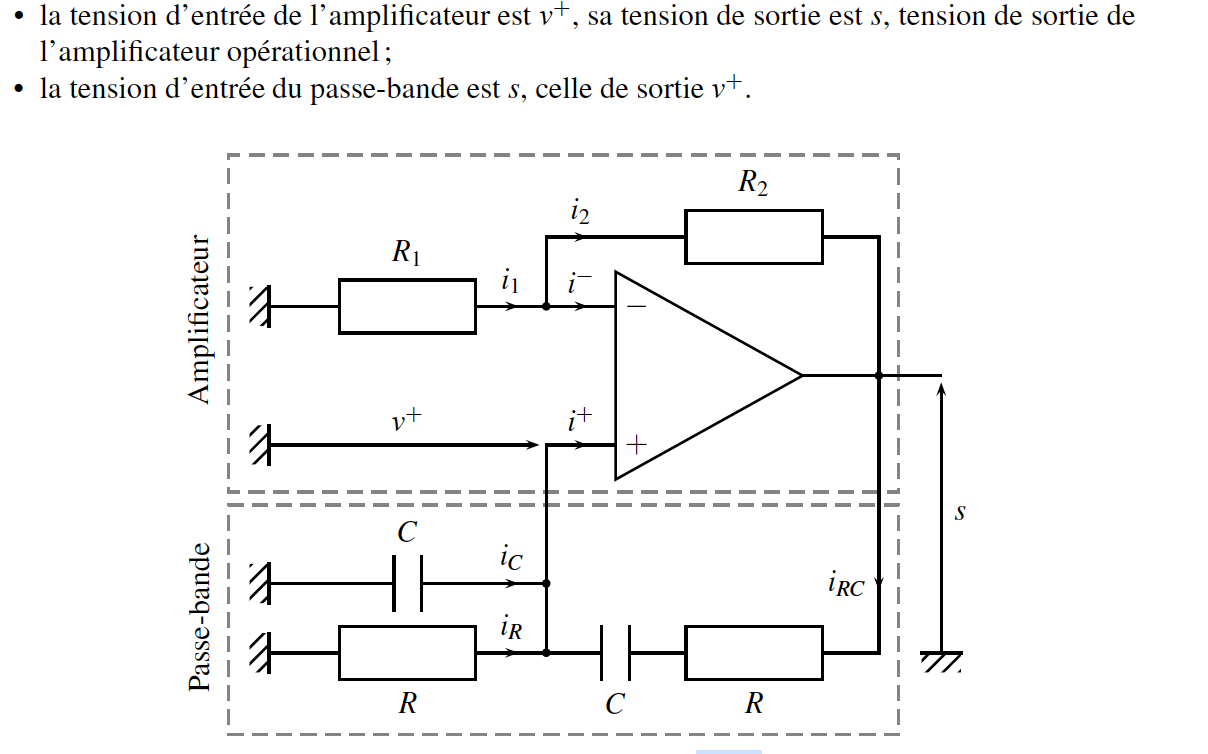 • la tension d’entrée de l’amplificateur est v⁺, sa tension de sortie est s, tension de sortie de
l’amplificateur opérationnel ;
• la tension d’entrée du passe-bande est s, celle de sortie v⁺.
R₂
i₂
R₁
i₁
i⁻
−
Amplificateur
v⁺
i⁺
+
s
C
i_C
i_RC
Passe-bande
i_R
R
C
R